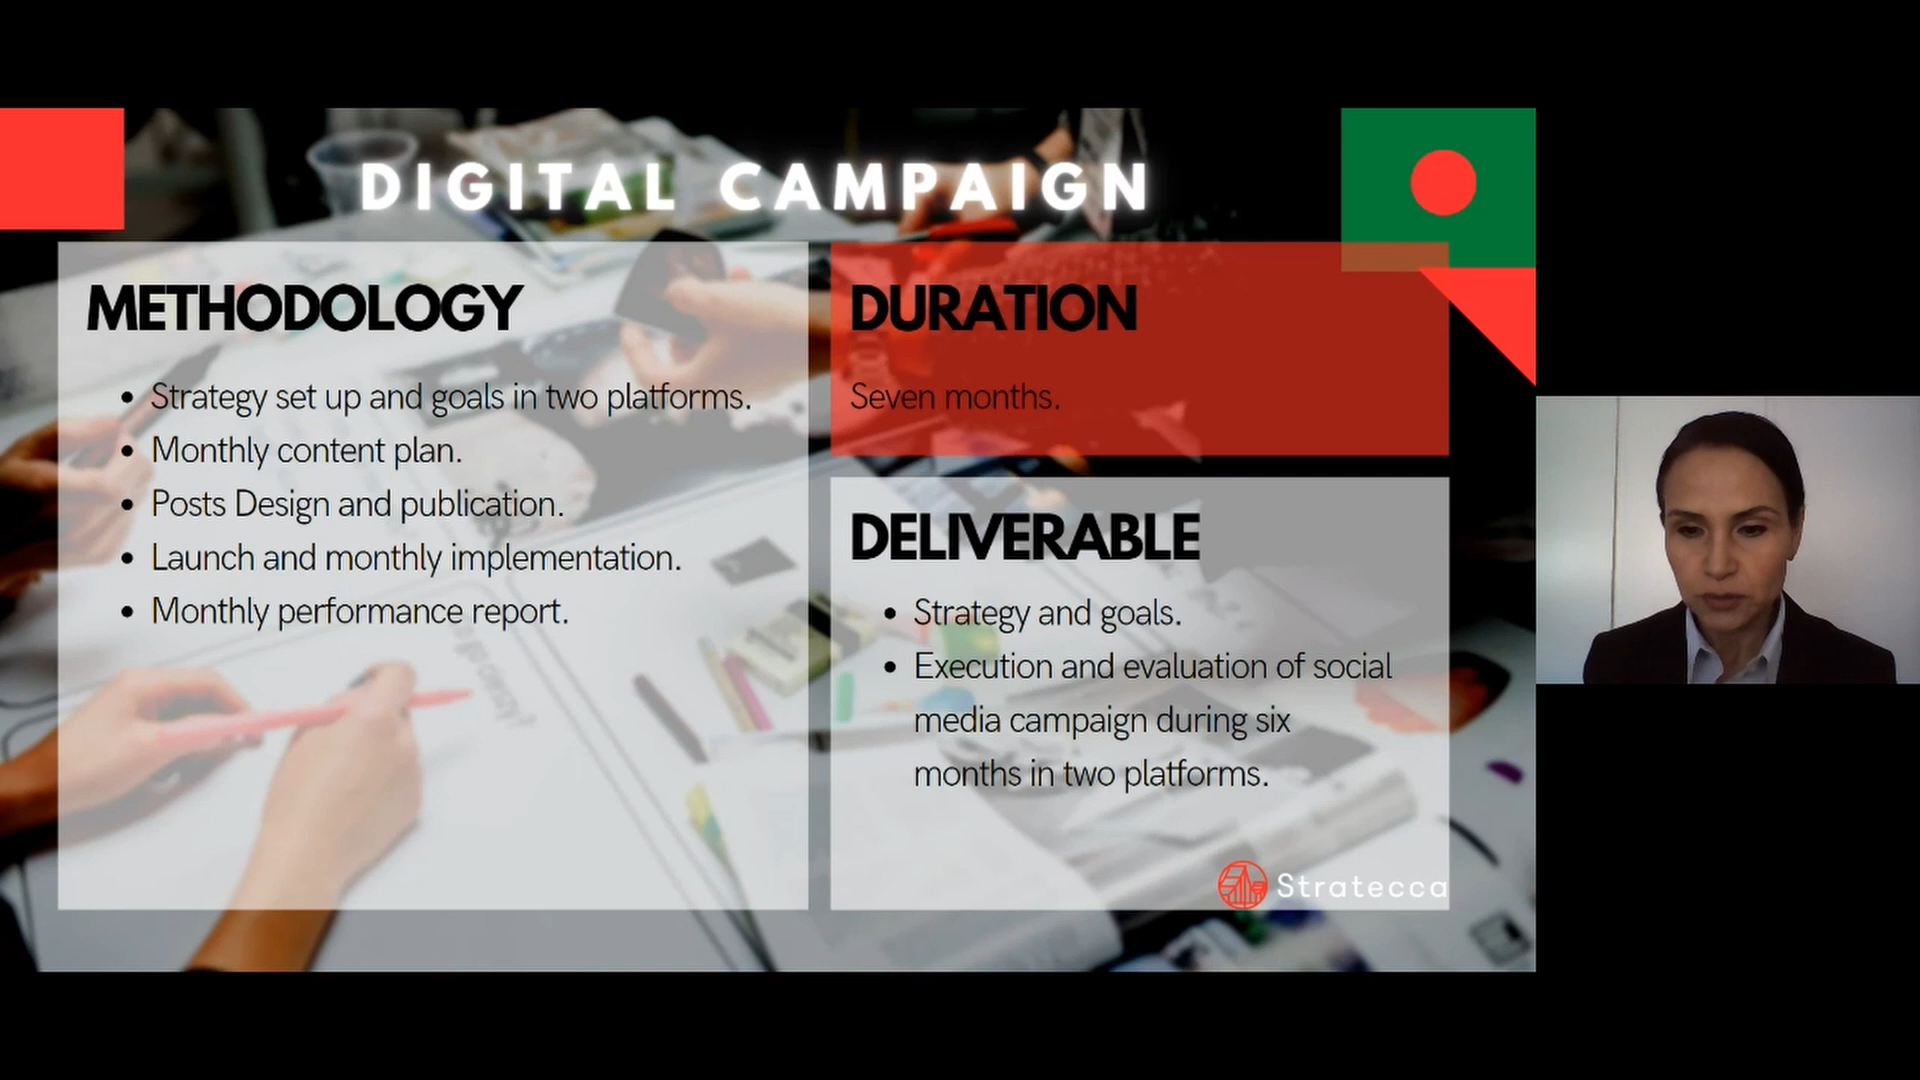 DIGITAL CAMPAIGN
METHODOLOGY
• Strategy set up and goals in two platforms.
• Monthly content plan.
• Posts Design and publication.
• Launch and monthly implementation.
• Monthly performance report.
DURATION
Seven months.
DELIVERABLE
• Strategy and goals.
• Execution and evaluation of social
media campaign during six
months in two platforms.
Stratecca